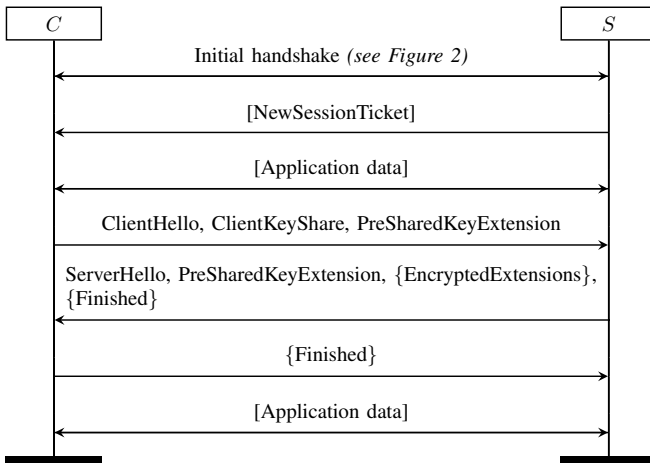 C S
Initial handshake (see Figure 2)
[NewSessionTicket]
[Application data]
ClientHello, ClientKeyShare, PreSharedKeyExtension
ServerHello, PreSharedKeyExtension, {EncryptedExtensions},
{Finished}
{Finished}
[Application data]